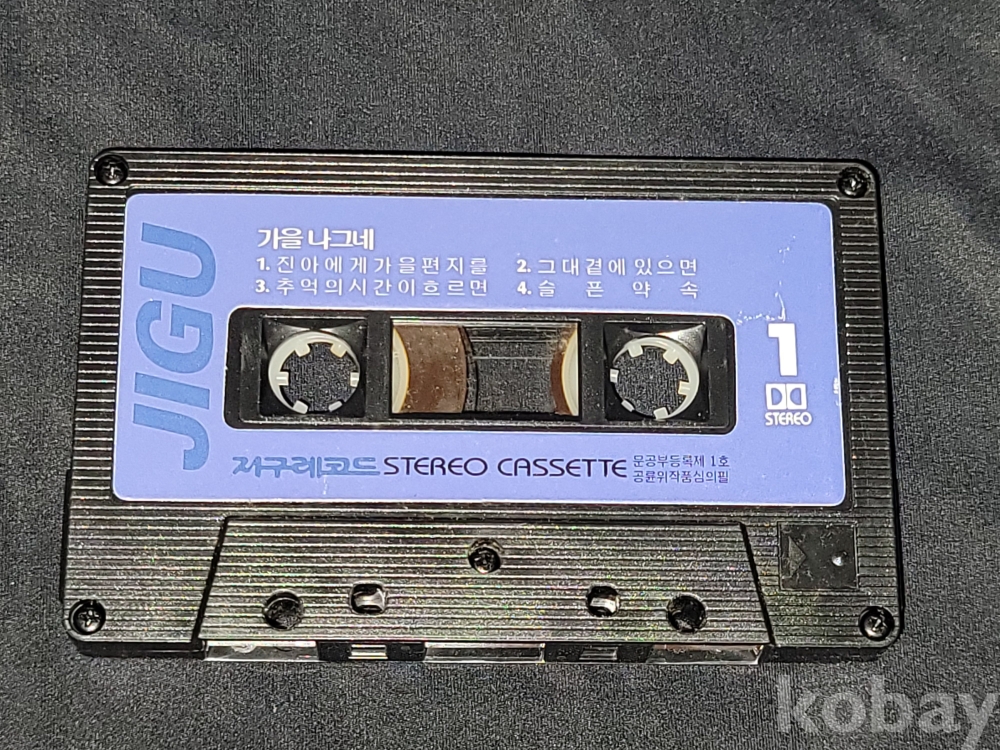 JIGU
가을 나그네
1. 진아에게가을편지를 2. 그대곁에있으면
3. 추억의시간이흐르면 4. 슬픈약속
1
STEREO
지구레코드 STEREO CASSETTE
문공부등록제 1호
공륜위작품심의필
kobay